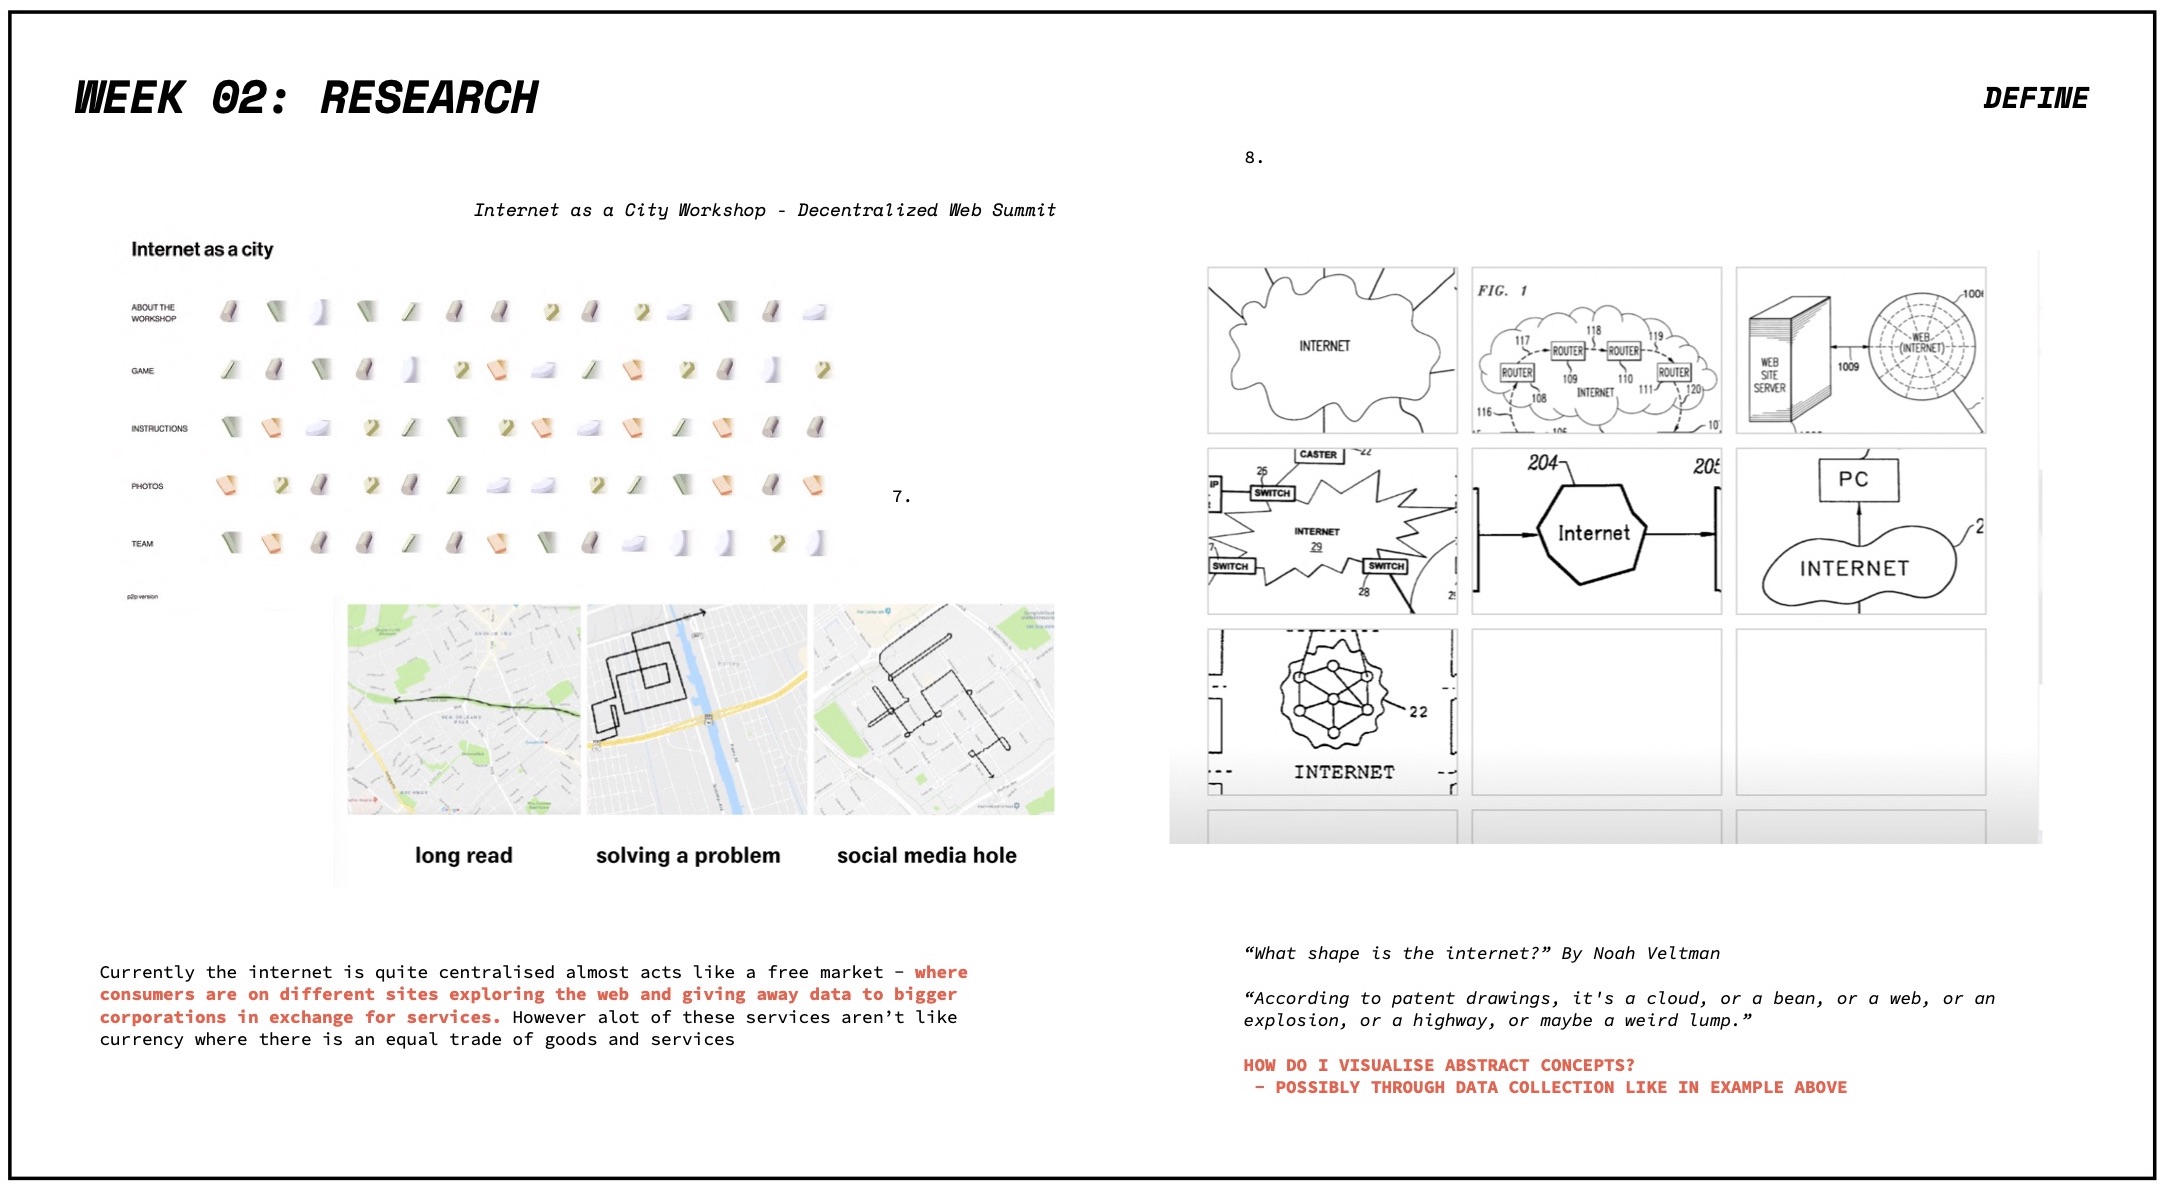 WEEK 02: RESEARCH
DEFINE
Internet as a City Workshop - Decentralized Web Summit
Internet as a city
ABOUT THE
WORKSHOP
GAME
INSTRUCTIONS
PHOTOS
TEAM
p2p version
7.
long read
solving a problem
social media hole
Currently the internet is quite centralised almost acts like a free market – where
consumers are on different sites exploring the web and giving away data to bigger
corporations in exchange for services. However alot of these services aren’t like
currency where there is an equal trade of goods and services
8.
INTERNET
FIG. 1
118
117
119
ROUTER
ROUTER
ROUTER
ROUTER
109
110
111
120
108
INTERNET
116
WEB
SITE
SERVER
1009
WEB
(INTERNET)
CASTER
22
26
IP
SWITCH
INTERNET
29
7
SWITCH
SWITCH
28
204
205
Internet
PC
2
INTERNET
22
INTERNET
“What shape is the internet?” By Noah Veltman
“According to patent drawings, it's a cloud, or a bean, or a web, or an
explosion, or a highway, or maybe a weird lump.”
HOW DO I VISUALISE ABSTRACT CONCEPTS?
– POSSIBLY THROUGH DATA COLLECTION LIKE IN EXAMPLE ABOVE